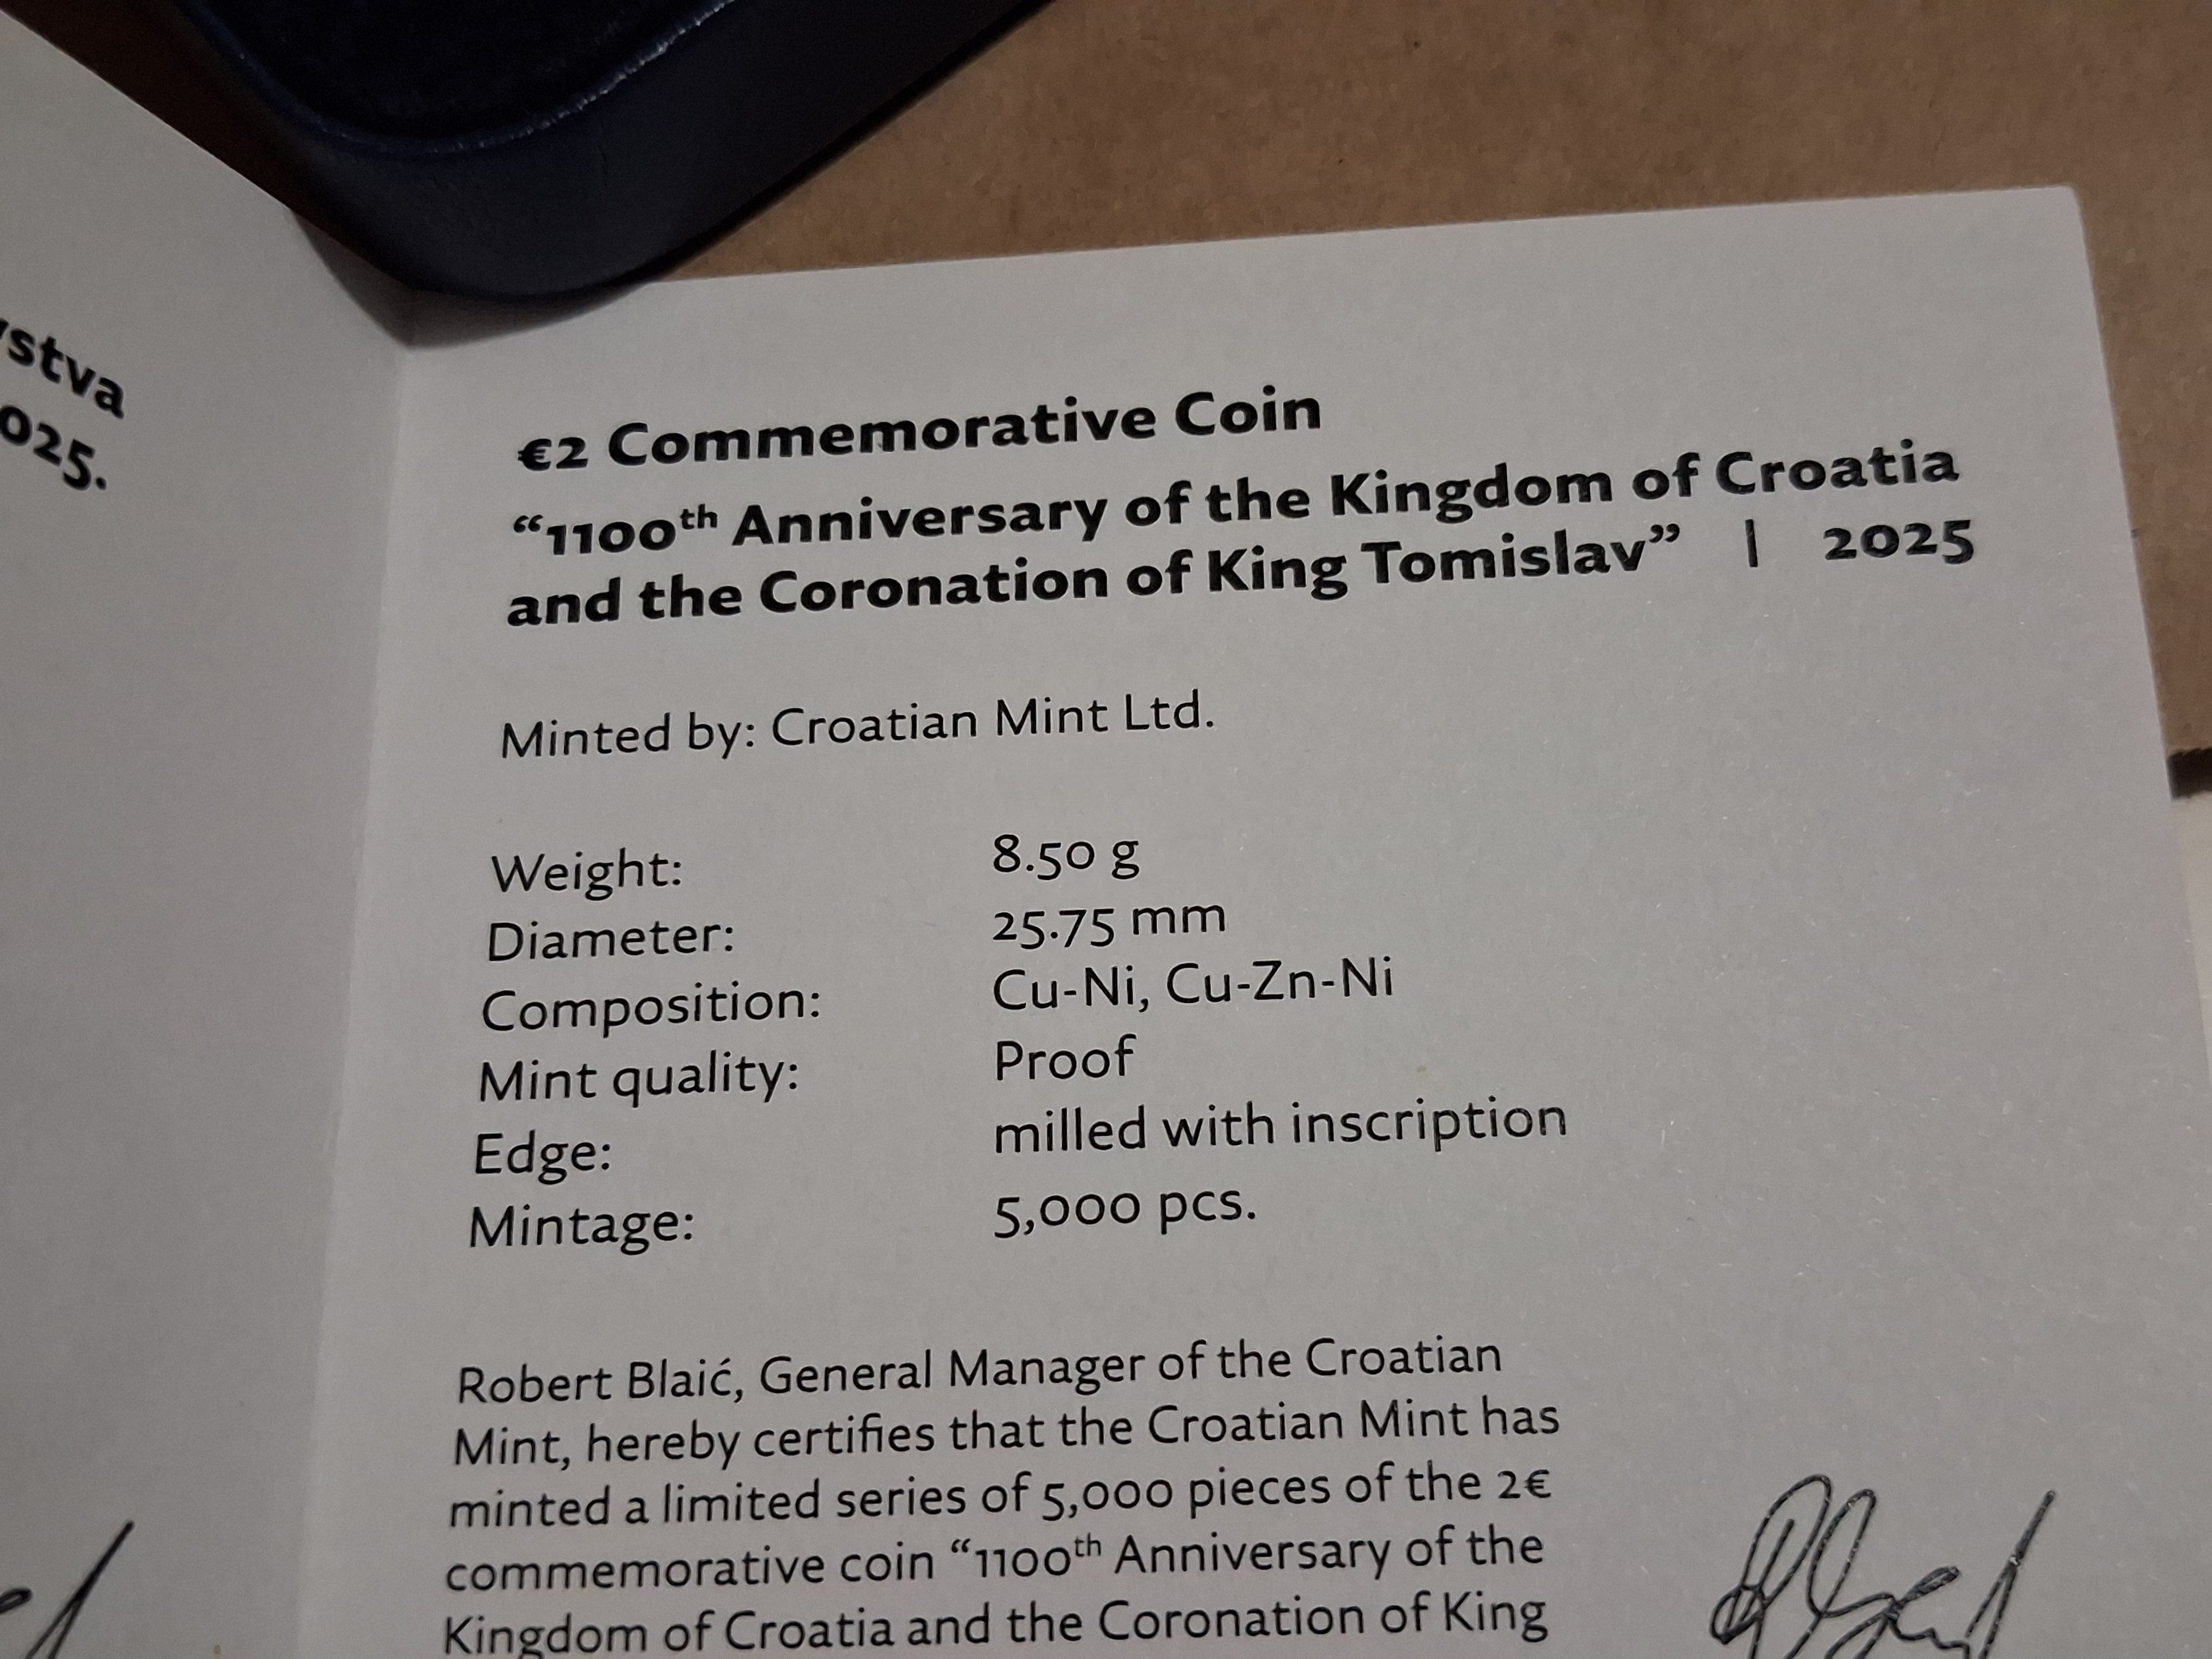 025.
€2 Commemorative Coin
“1100th Anniversary of the Kingdom of Croatia
and the Coronation of King Tomislav” | 2025
Minted by: Croatian Mint Ltd.
Weight: 8.50 g
Diameter: 25.75 mm
Composition: Cu-Ni, Cu-Zn-Ni
Mint quality: Proof
Edge: milled with inscription
Mintage: 5,000 pcs.
Robert Blaić, General Manager of the Croatian
Mint, hereby certifies that the Croatian Mint has
minted a limited series of 5,000 pieces of the 2€
commemorative coin “1100th Anniversary of the
Kingdom of Croatia and the Coronation of King